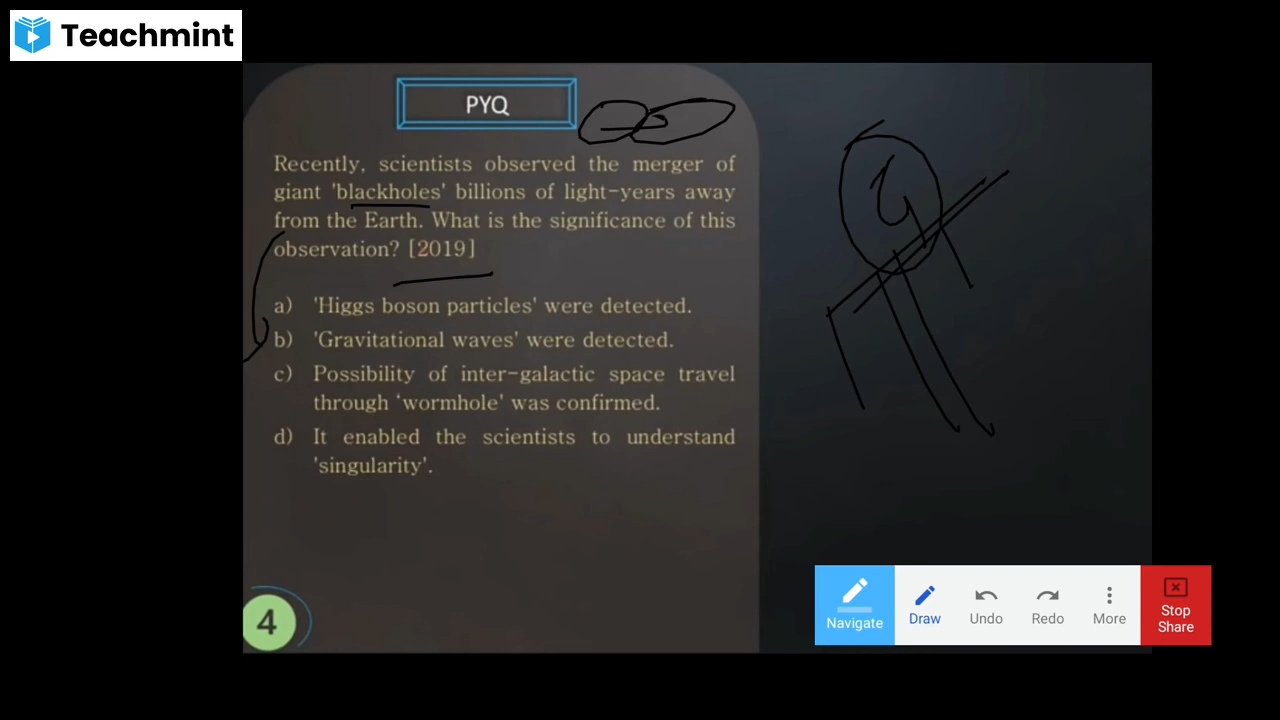 Teachmint
PYQ
Recently, scientists observed the merger of
giant 'blackholes' billions of light-years away
from the Earth. What is the significance of this
observation? [2019]
a) 'Higgs boson particles' were detected.
b) 'Gravitational waves' were detected.
c) Possibility of inter-galactic space travel
through ‘wormhole' was confirmed.
d) It enabled the scientists to understand
'singularity'.
4
Navigate
Draw
Undo
Redo
More
Stop
Share